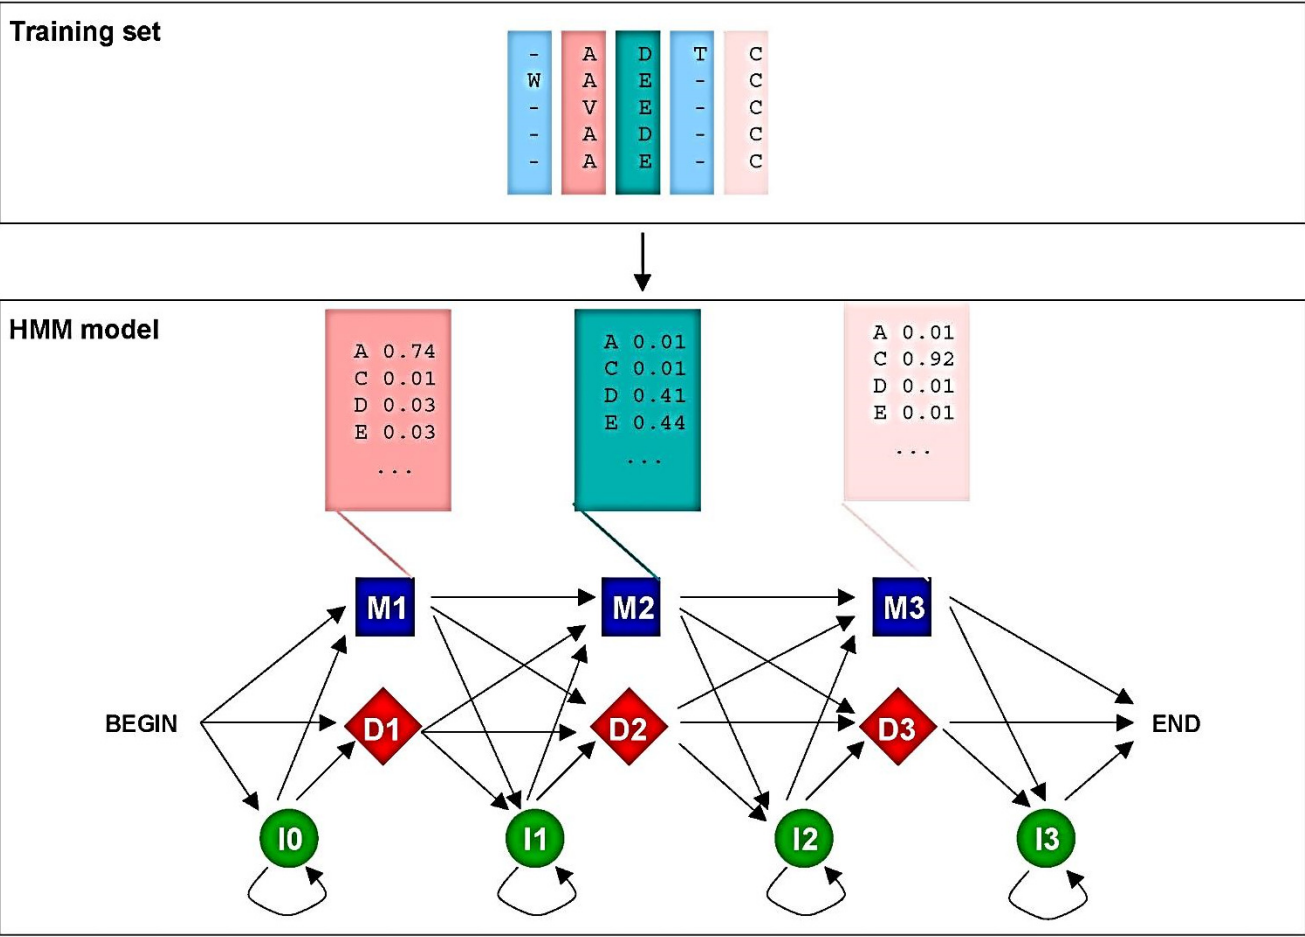 Training set
- A D T C
W A E - C
- V E - C
- A D - C
- A E - C
HMM model
A 0.74
C 0.01
D 0.03
E 0.03
...
A 0.01
C 0.01
D 0.41
E 0.44
...
A 0.01
C 0.92
D 0.01
E 0.01
...
M1 M2 M3
BEGIN D1 D2 D3 END
I0 I1 I2 I3